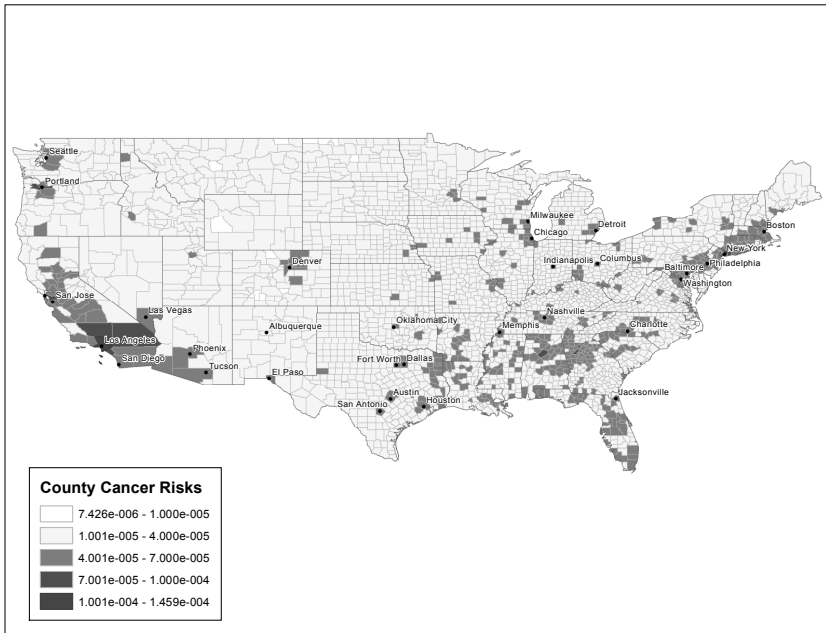 Seattle
Portland
Milwaukee
Detroit
Chicago
Boston
New York
Indianapolis
Columbus
Philadelphia
Baltimore
Washington
Denver
San Jose
Las Vegas
Nashville
Los Angeles
Albuquerque
Oklahoma City
Memphis
Charlotte
Phoenix
San Diego
Tucson
El Paso
Fort Worth
Dallas
Austin
Houston
San Antonio
Jacksonville
County Cancer Risks
7.426e-006 - 1.000e-005
1.001e-005 - 4.000e-005
4.001e-005 - 7.000e-005
7.001e-005 - 1.000e-004
1.001e-004 - 1.459e-004